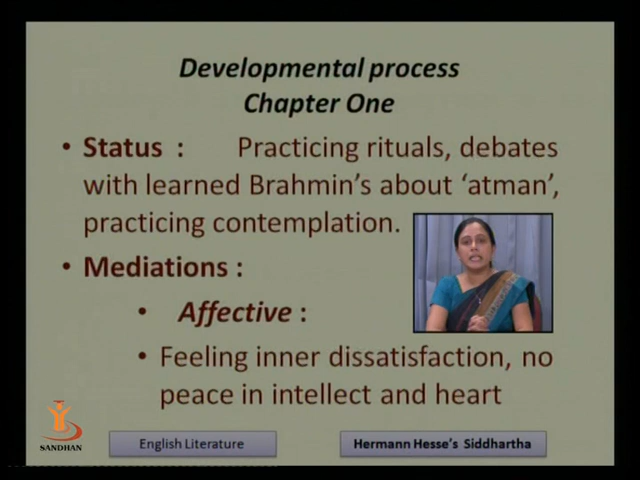 Developmental process
Chapter One
• Status : Practicing rituals, debates
with learned Brahmin's about ‘atman’,
practicing contemplation.
• Mediations :
• Affective :
• Feeling inner dissatisfaction, no
peace in intellect and heart
SANDHAN
English Literature
Hermann Hesse's Siddhartha